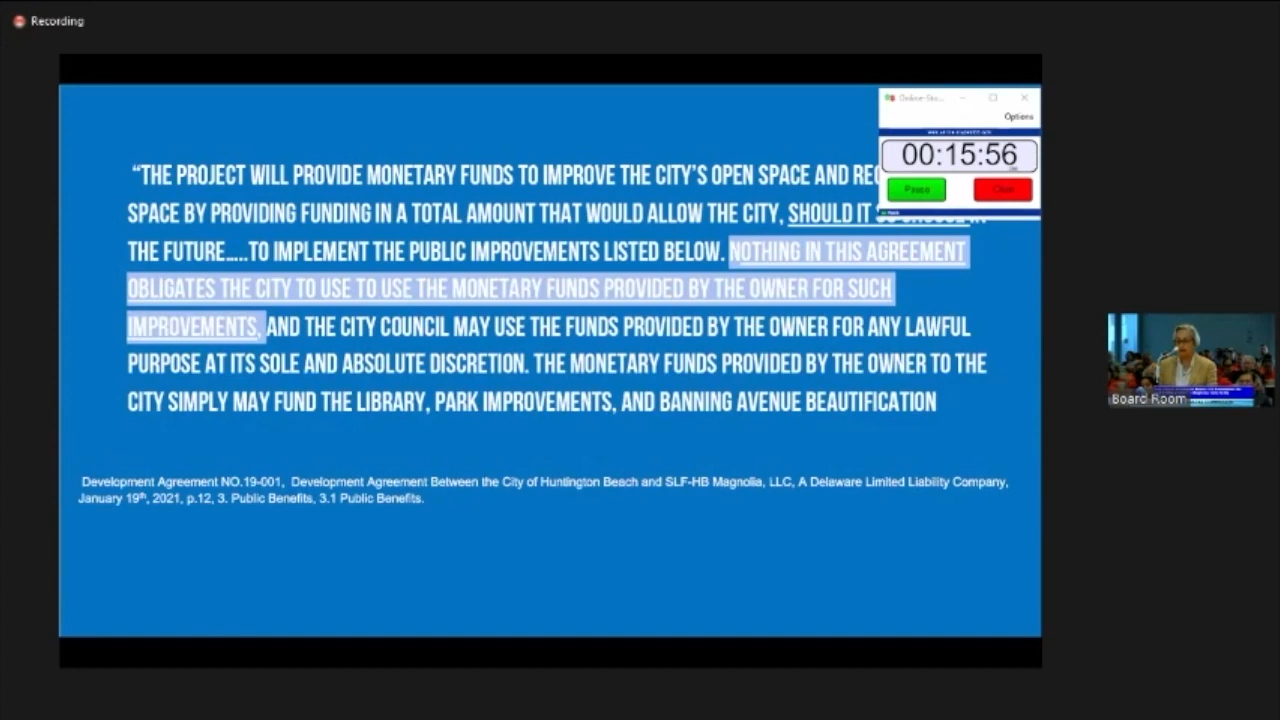 Recording
Online-Sto...
Options
00:15:56
Pause
Clear
“THE PROJECT WILL PROVIDE MONETARY FUNDS TO IMPROVE THE CITY’S OPEN SPACE AND
SPACE BY PROVIDING FUNDING IN A TOTAL AMOUNT THAT WOULD ALLOW THE CITY, SHOULD IT SO CHOOSE IN
THE FUTURE.....TO IMPLEMENT THE PUBLIC IMPROVEMENTS LISTED BELOW. NOTHING IN THIS AGREEMENT
OBLIGATES THE CITY TO USE TO USE THE MONETARY FUNDS PROVIDED BY THE OWNER FOR SUCH
IMPROVEMENTS, AND THE CITY COUNCIL MAY USE THE FUNDS PROVIDED BY THE OWNER FOR ANY LAWFUL
PURPOSE AT ITS SOLE AND ABSOLUTE DISCRETION. THE MONETARY FUNDS PROVIDED BY THE OWNER TO THE
CITY SIMPLY MAY FUND THE LIBRARY, PARK IMPROVEMENTS, AND BANNING AVENUE BEAUTIFICATION
Development Agreement NO.19-001, Development Agreement Between the City of Huntington Beach and SLF-HB Magnolia, LLC, A Delaware Limited Liability Company,
January 19th, 2021, p.12, 3. Public Benefits, 3.1 Public Benefits.
Board Room